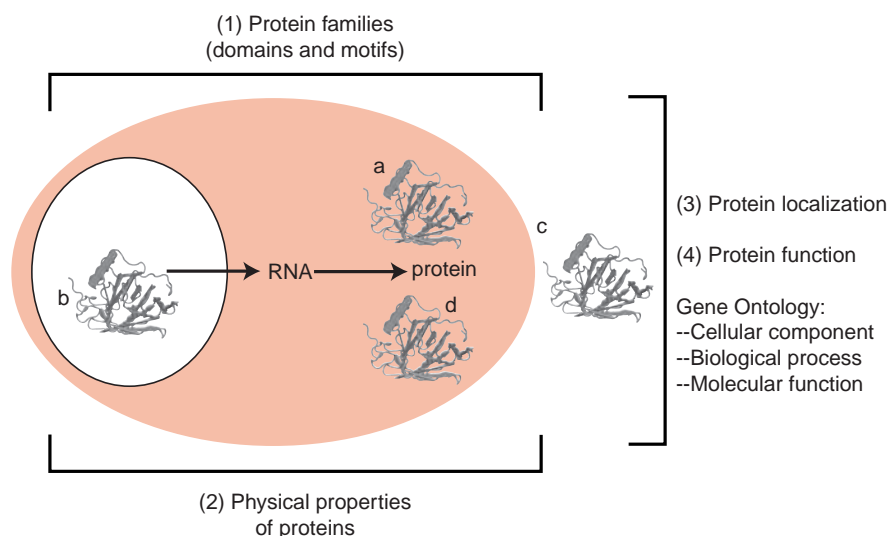 (1) Protein families
(domains and motifs)
a
c
(3) Protein localization
(4) Protein function
b
RNA
protein
d
Gene Ontology:
--Cellular component
--Biological process
--Molecular function
(2) Physical properties
of proteins